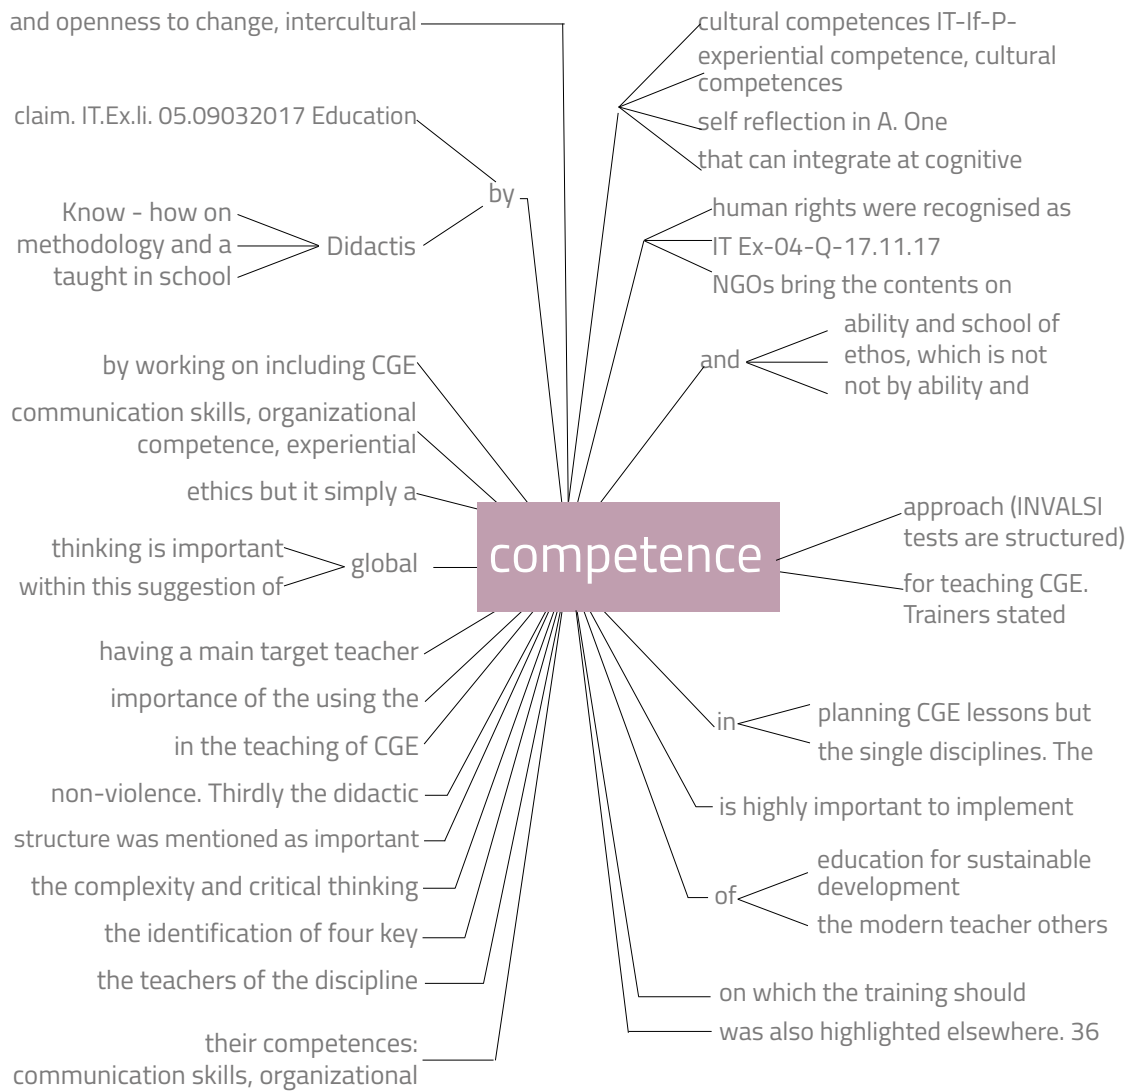 and openness to change, intercultural
claim. IT.Ex.li. 05.09032017 Education
by
Know - how on
methodology and a
taught in school
Didactis
by working on including CGE
communication skills, organizational
competence, experiential
ethics but it simply a
thinking is important
within this suggestion of
global
having a main target teacher
importance of the using the
in the teaching of CGE
non-violence. Thirdly the didactic
structure was mentioned as important
the complexity and critical thinking
the identification of four key
the teachers of the discipline
their competences:
communication skills, organizational
competence
cultural competences IT-If-P-
experiential competence, cultural
competences
self reflection in A. One
that can integrate at cognitive
human rights were recognised as
IT Ex-04-Q-17.11.17
NGOs bring the contents on
and
ability and school of
ethos, which is not
not by ability and
approach (INVALSI
tests are structured)
for teaching CGE.
Trainers stated
in
planning CGE lessons but
the single disciplines. The
is highly important to implement
of
education for sustainable
development
the modern teacher others
on which the training should
was also highlighted elsewhere. 36